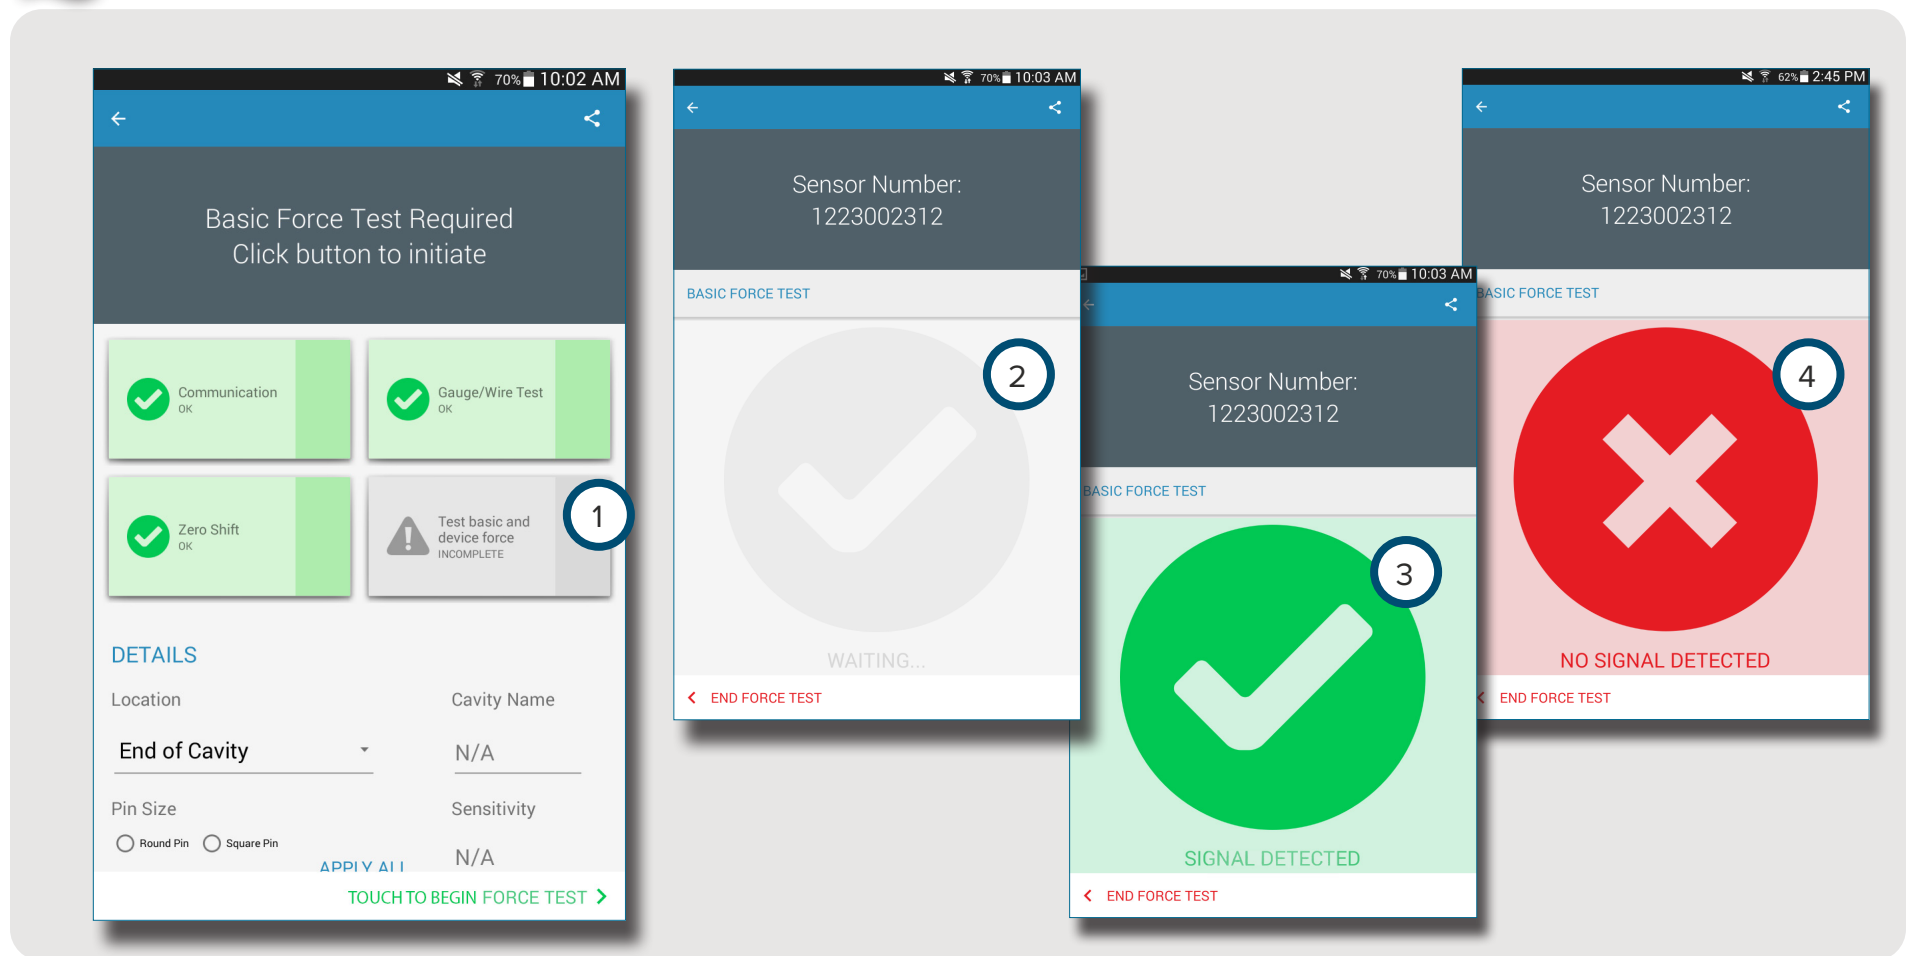 70% 10:02 AM
Basic Force Test Required
Click button to initiate
Communication
OK
Gauge/Wire Test
OK
Zero Shift
OK
Test basic and
device force
INCOMPLETE
1
DETAILS
Location
Cavity Name
End of Cavity
N/A
Pin Size
Sensitivity
Round Pin
Square Pin
N/A
APPLY ALL
TOUCH TO BEGIN FORCE TEST
70% 10:03 AM
Sensor Number:
1223002312
BASIC FORCE TEST
2
WAITING...
END FORCE TEST
70% 10:03 AM
Sensor Number:
1223002312
BASIC FORCE TEST
3
SIGNAL DETECTED
END FORCE TEST
62% 2:45 PM
Sensor Number:
1223002312
BASIC FORCE TEST
4
NO SIGNAL DETECTED
END FORCE TEST